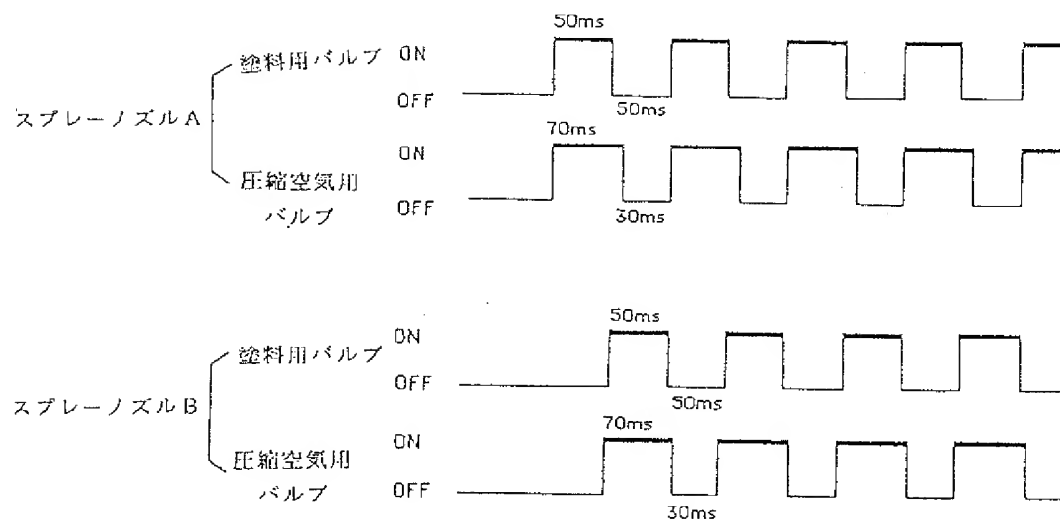 50ms
塗料用バルブ ON
OFF
50ms
スプレーノズルA
70ms
ON
圧縮空気用
バルブ
OFF
30ms
50ms
ON
塗料用バルブ
OFF
50ms
スプレーノズルB
70ms
ON
圧縮空気用
バルブ OFF
30ms